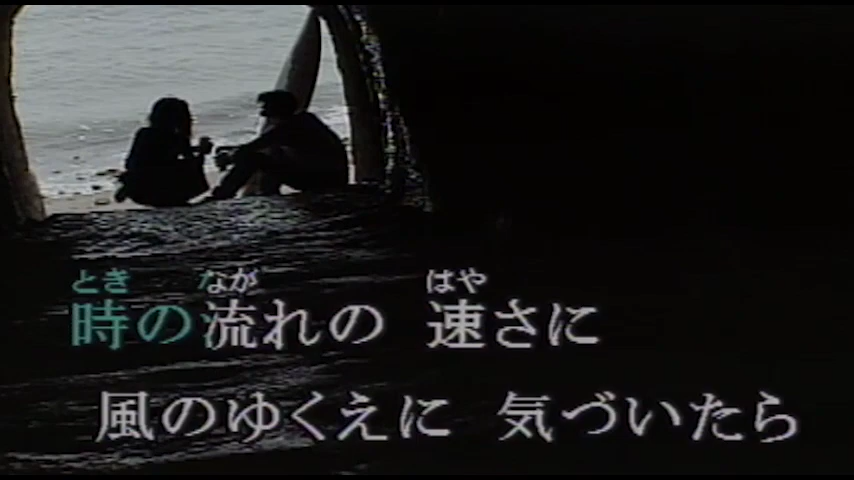 とき ながはや
時の流れの 速さに
風のゆくえに 気づいたら